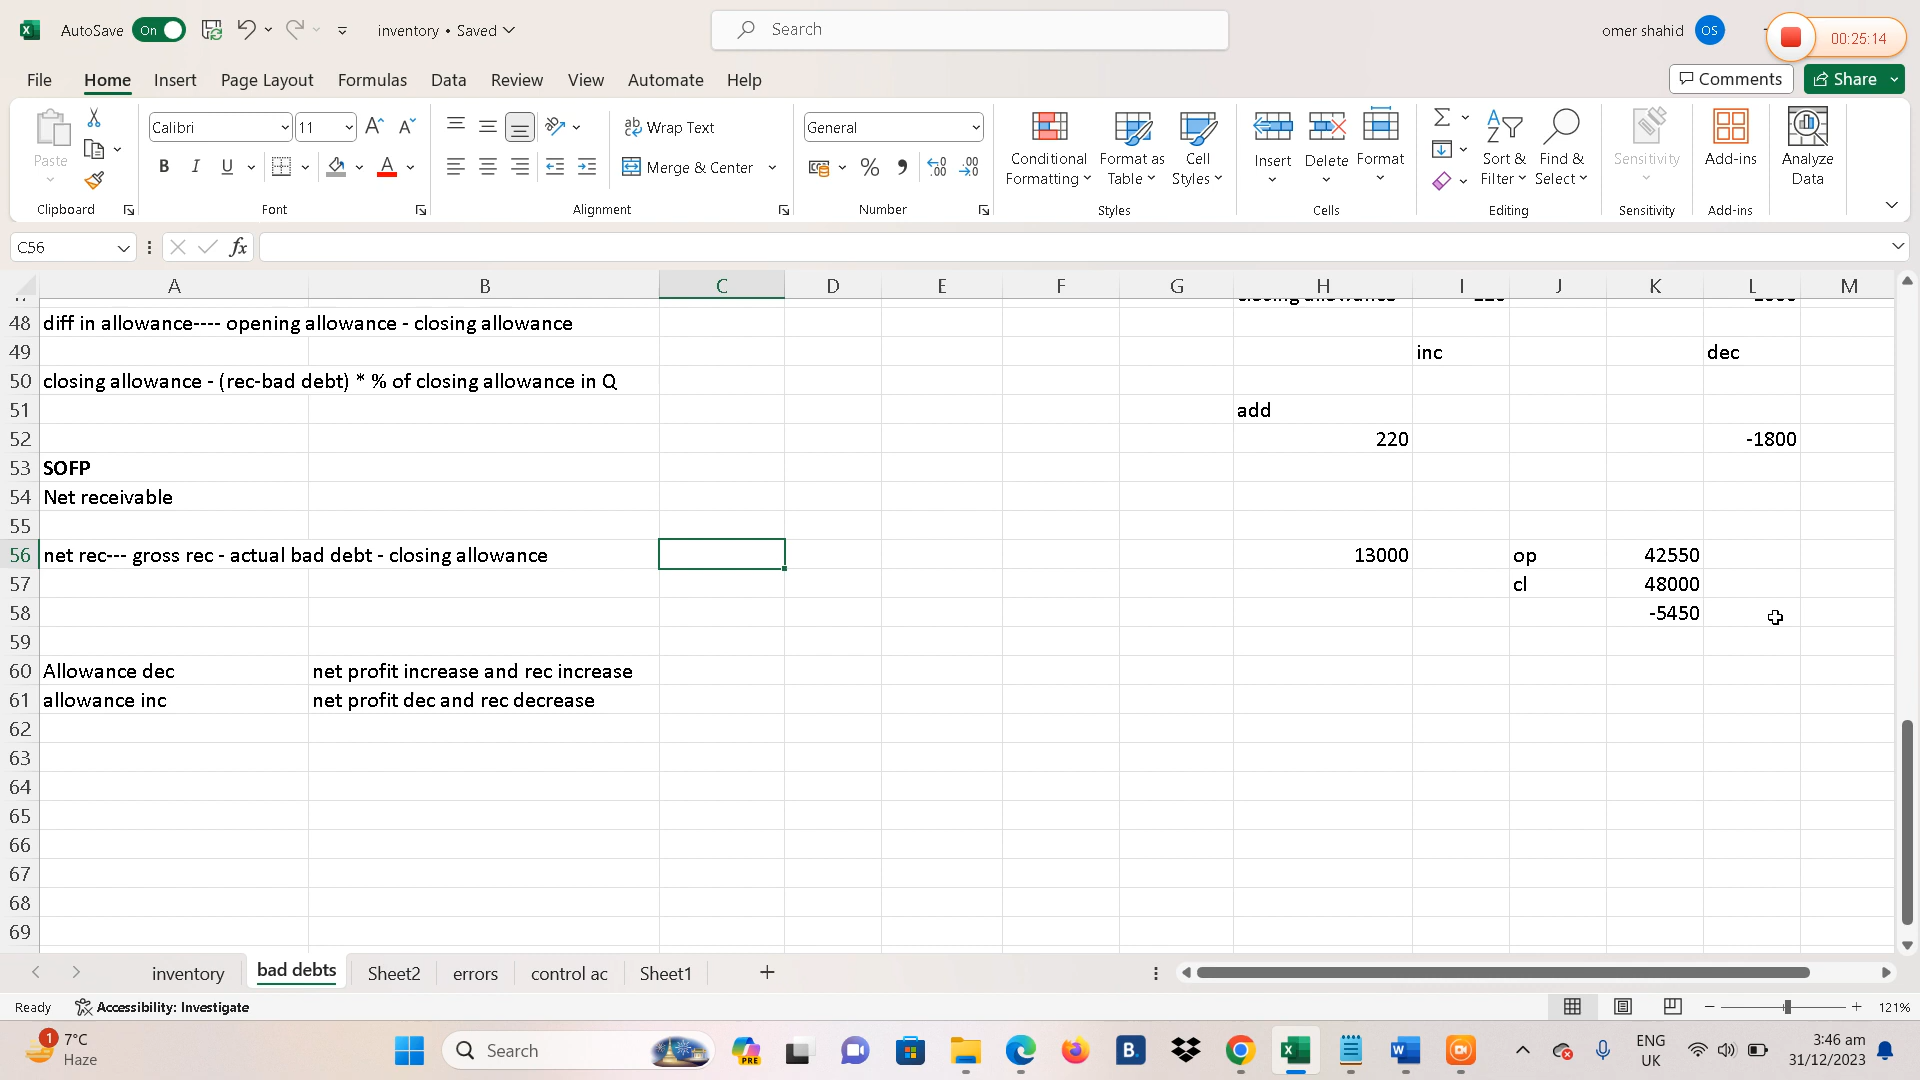 AutoSave On inventory • Saved Search omer shahid OS 00:25:14
File Home Insert Page Layout Formulas Data Review View Automate Help Comments Share
Paste Calibri 11 Wrap Text General Conditional Formatting Format as Table Cell Styles Insert Delete Format Sort & Filter Find & Select Sensitivity Add-ins Analyze Data
B I U Merge & Center
Clipboard Font Alignment Number Styles Cells Editing Sensitivity Add-ins
C56 fx
A B C D E F G H I J K L M
48 diff in allowance---- opening allowance - closing allowance
49 inc dec
50 closing allowance - (rec-bad debt) * % of closing allowance in Q
51 add
52 220 -1800
53 SOFP
54 Net receivable
55
56 net rec--- gross rec - actual bad debt - closing allowance 13000 op 42550
57 cl 48000
58 -5450
59
60 Allowance dec net profit increase and rec increase
61 allowance inc net profit dec and rec decrease
62
63
64
65
66
67
68
69
inventory bad debts Sheet2 errors control ac Sheet1
Ready Accessibility: Investigate 121%
1 7°C Haze Search PRE B. W ENG UK 3:46 am 31/12/2023